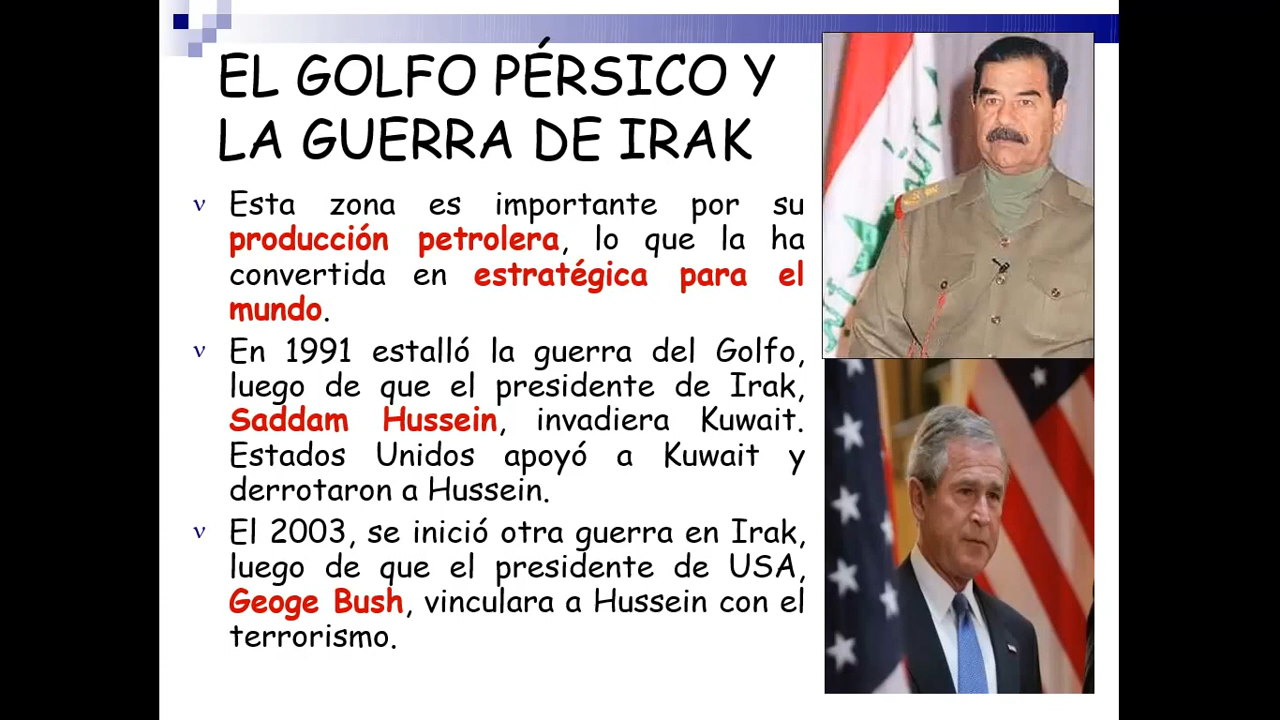 EL GOLFO PÉRSICO Y
LA GUERRA DE IRAK
Esta zona es importante por su
producción petrolera, lo que la ha
convertida en estratégica para el
mundo.
En 1991 estalló la guerra del Golfo,
luego de que el presidente de Irak,
Saddam Hussein, invadiera Kuwait.
Estados Unidos apoyó a Kuwait y
derrotaron a Hussein.
El 2003, se inició otra guerra en Irak,
luego de que el presidente de USA,
Geoge Bush, vinculara a Hussein con el
terrorismo.